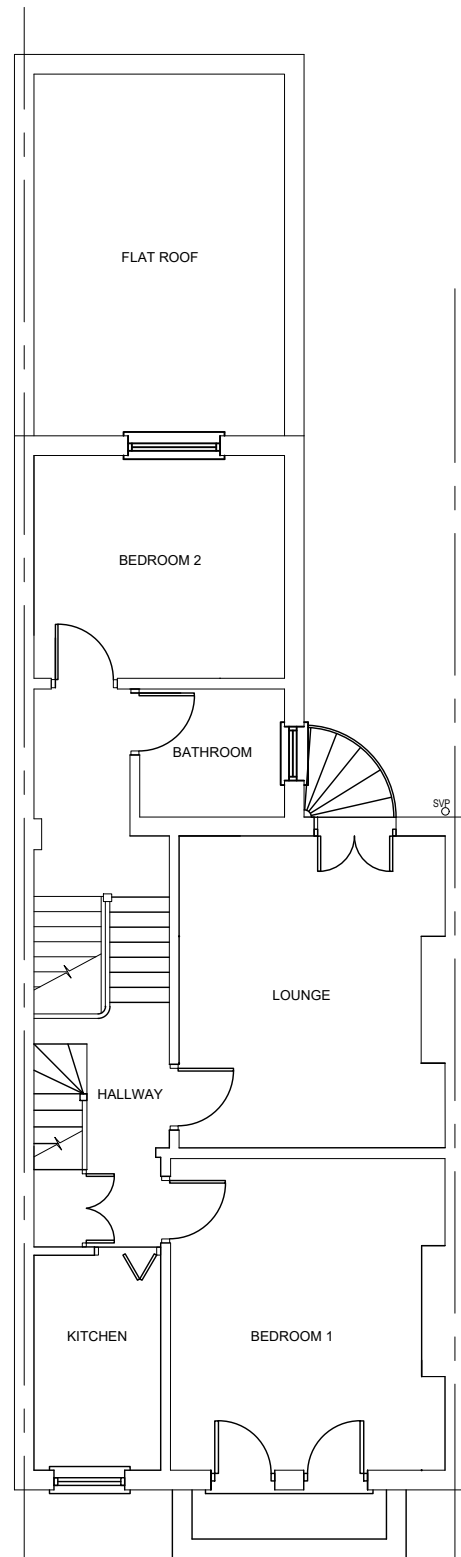 FLAT ROOF
BEDROOM 2
BATHROOM
SVP
LOUNGE
HALLWAY
KITCHEN
BEDROOM 1